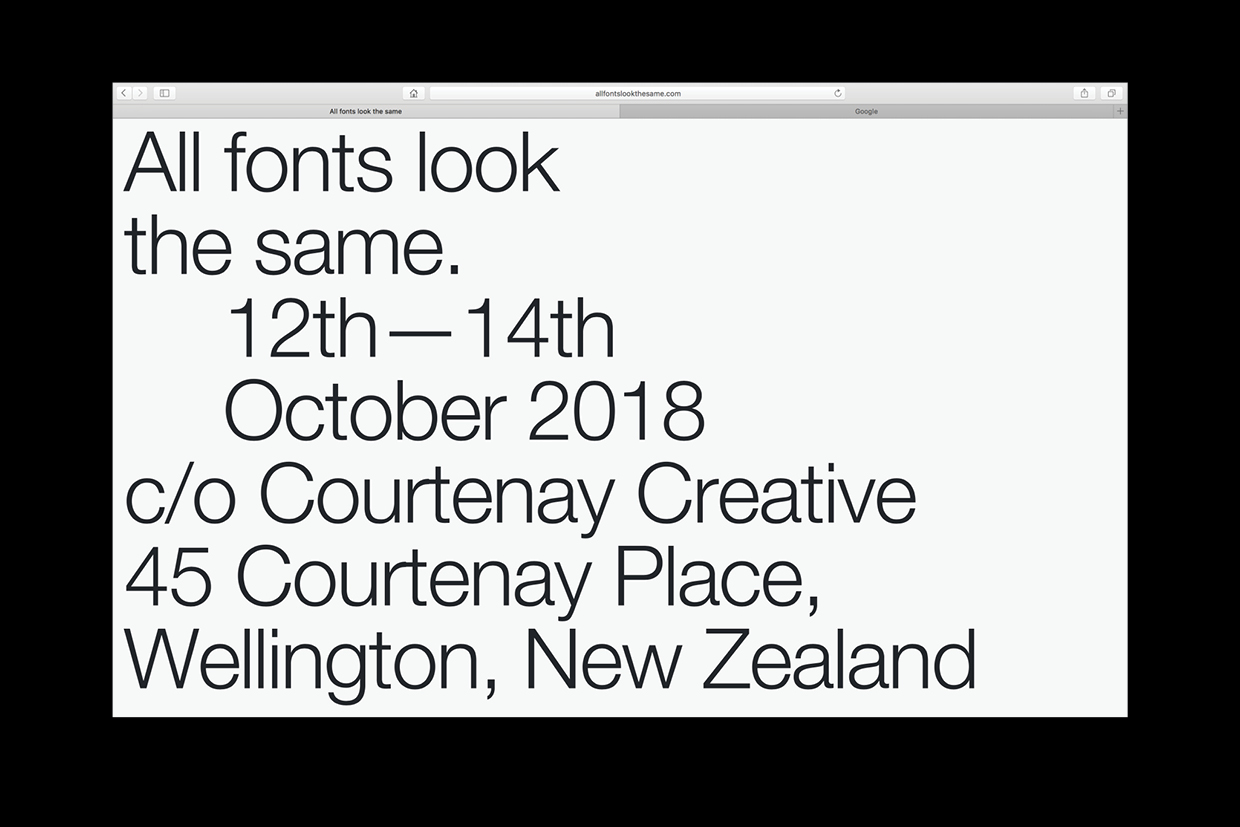 allfontslookthesame.com
All fonts look the same
Google
All fonts look
the same.
12th—14th
October 2018
c/o Courtenay Creative
45 Courtenay Place,
Wellington, New Zealand